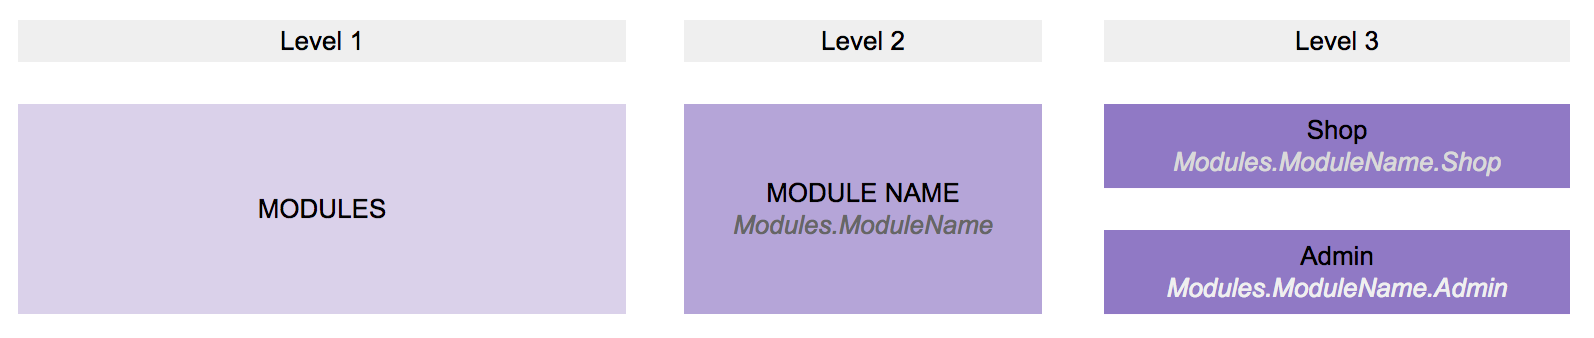 Level 1
Level 2
Level 3
MODULES
MODULE NAME
Modules.ModuleName
Shop
Modules.ModuleName.Shop
Admin
Modules.ModuleName.Admin